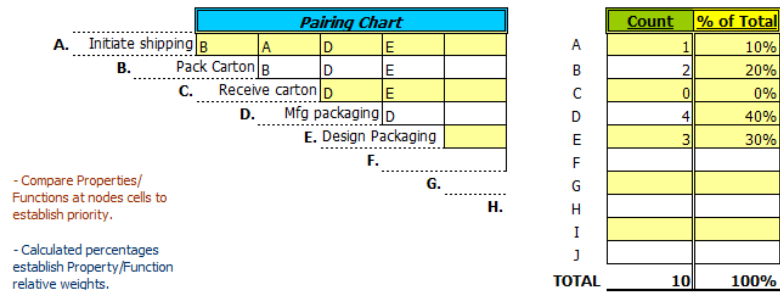 Pairing Chart
Count % of Total
A. Initiate shipping B A D E
A 1 10%
B. Pack Carton B D E
B 2 20%
C. Receive carton D E
C 0 0%
D. Mfg packaging D
D 4 40%
E. Design Packaging
E 3 30%
F.
F
G.
G
H.
H
I
J
TOTAL 10 100%
- Compare Properties/
Functions at nodes cells to
establish priority.
- Calculated percentages
establish Property/Function
relative weights.